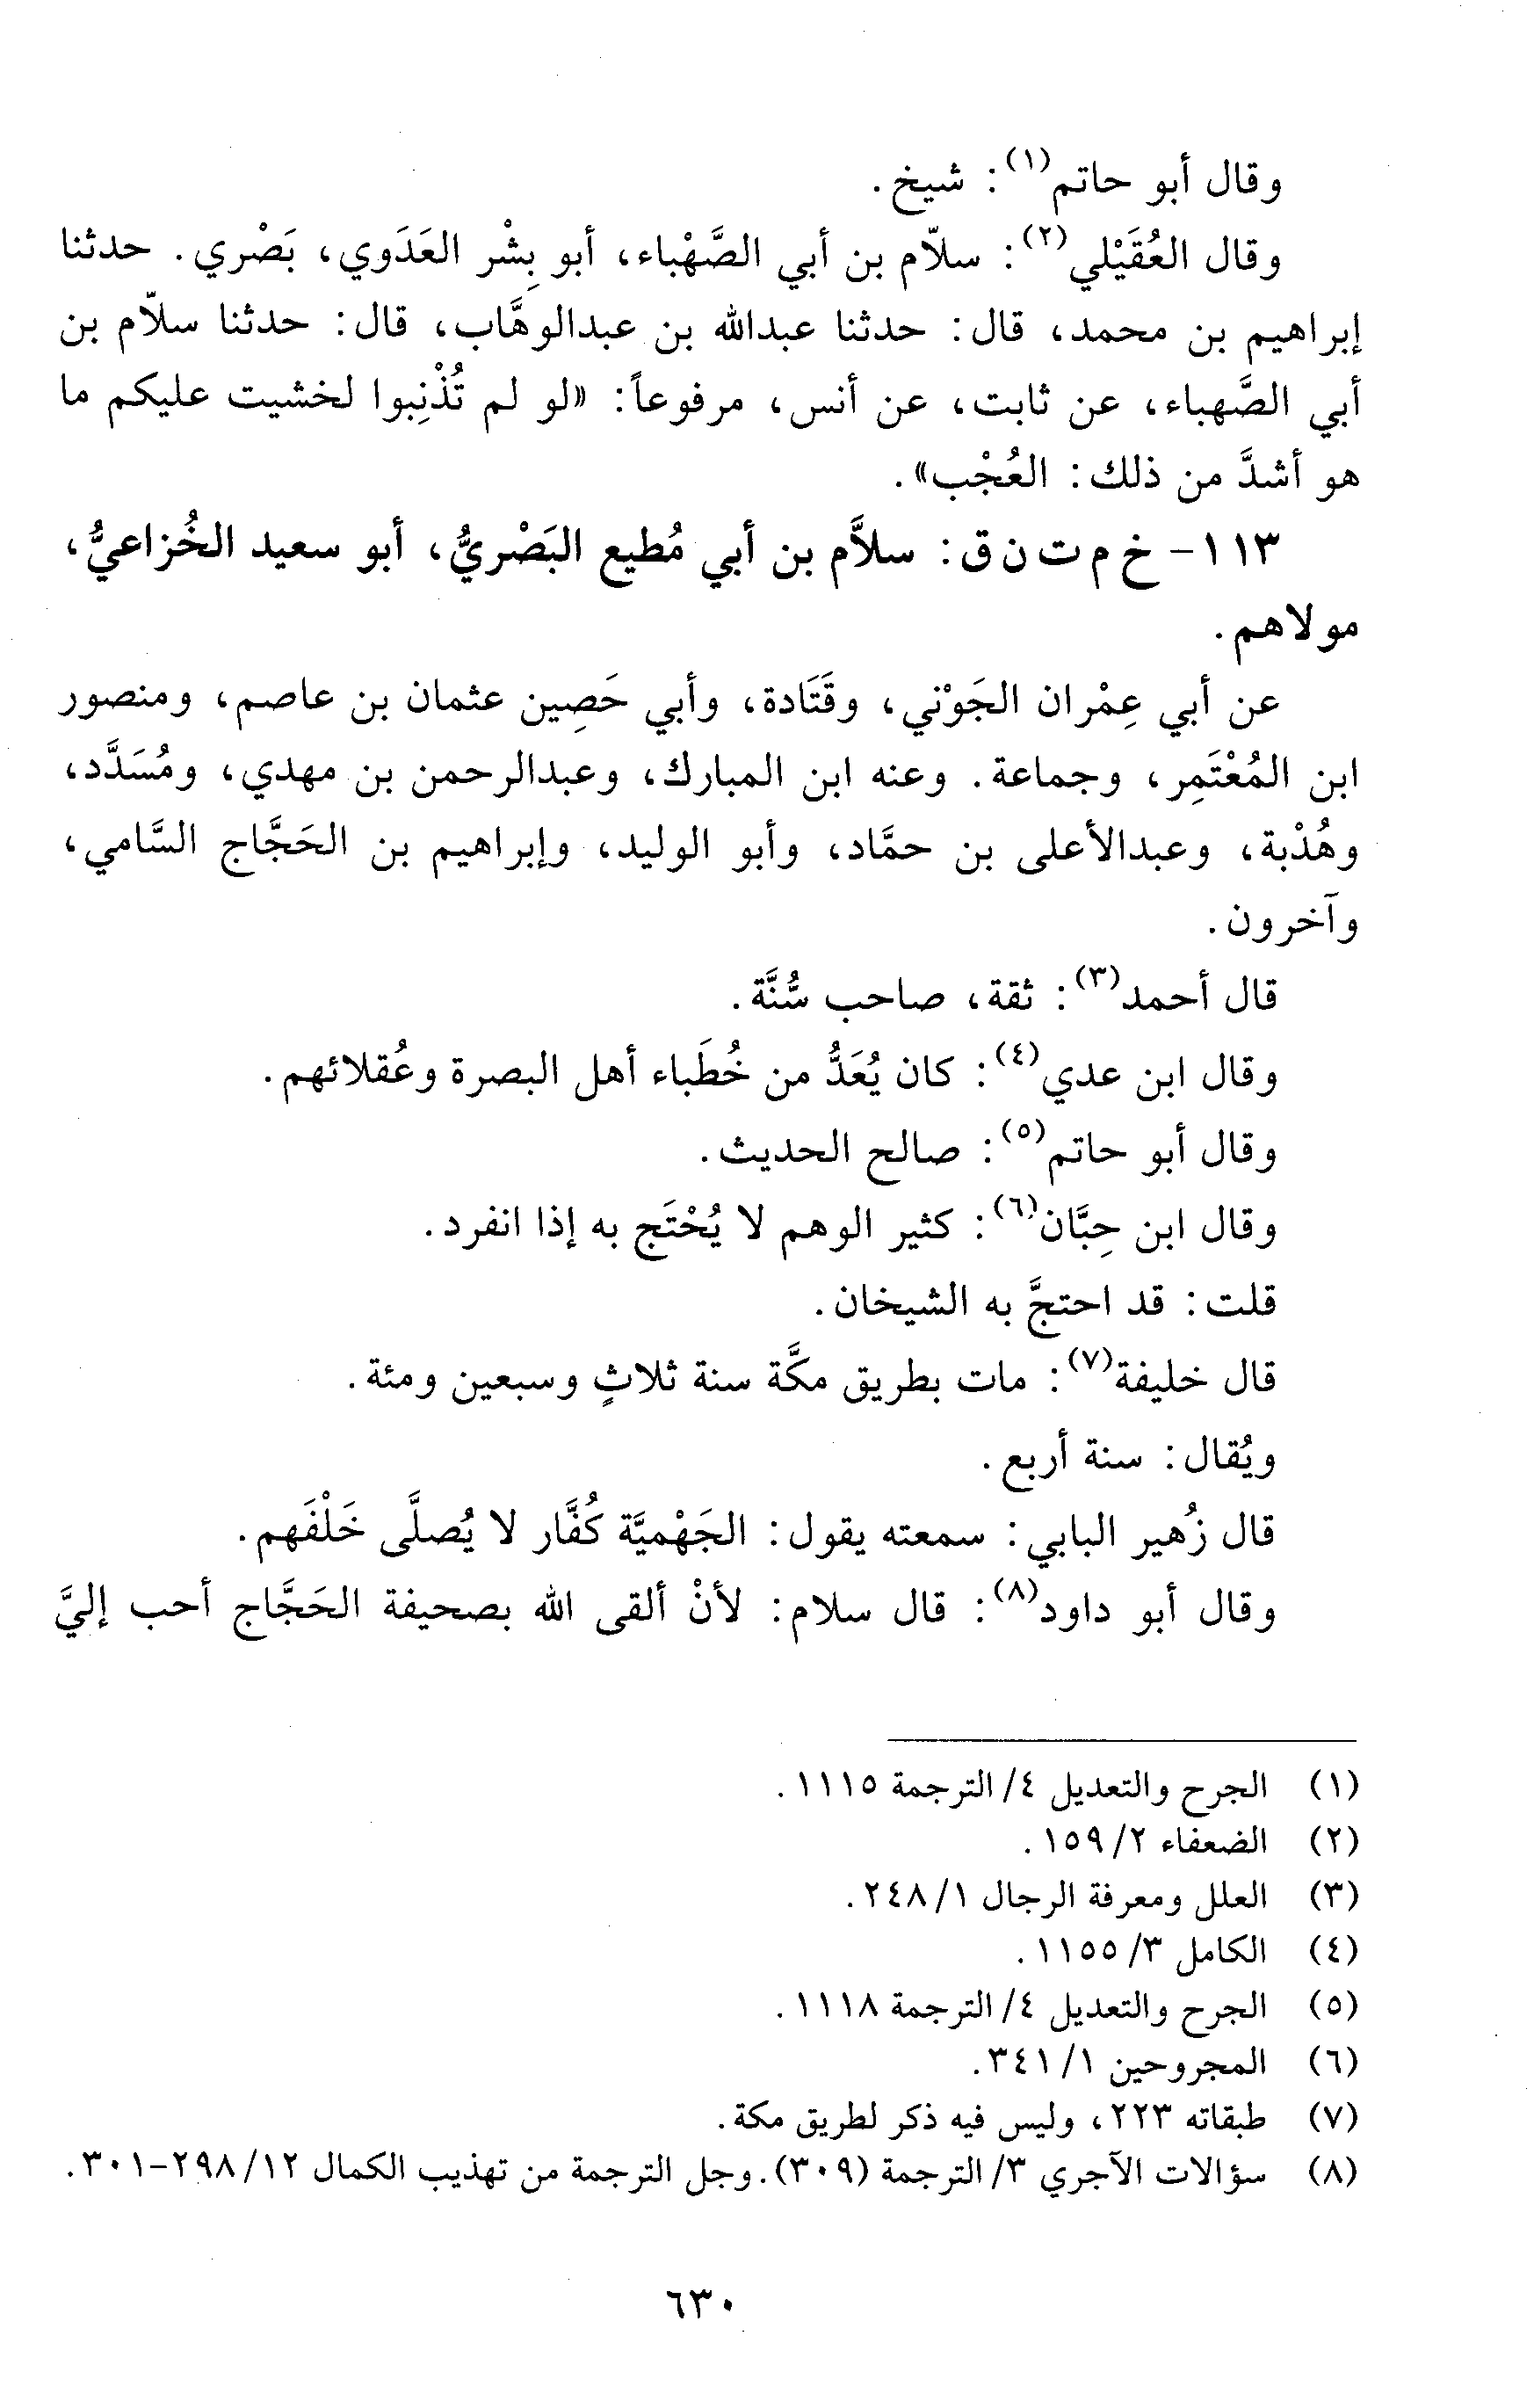 وقال أبو حاتم(١): شيخ.
وقال العُقَيْلي(٢): سلاّم بن أبي الصَّهْباء، أبو بِشْر العَدَوي، بَصْري. حدثنا
إبراهيم بن محمد، قال: حدثنا عبدالله بن عبدالوهَّاب، قال: حدثنا سلاّم بن
أبي الصَّهباء، عن ثابت، عن أنس، مرفوعاً: «لو لم تُذْنِبوا لخشيت عليكم ما
هو أشدَّ من ذلك: العُجْب».
١١٣- خ م ت ن ق: سلاَّم بن أبي مُطيع البَصْريُّ، أبو سعيد الخُزاعيُّ،
مولاهم.
عن أبي عِمْران الجَوْني، وقَتَادة، وأبي حَصِين عثمان بن عاصم، ومنصور
ابن المُعْتَمِر، وجماعة. وعنه ابن المبارك، وعبدالرحمن بن مهدي، ومُسَدَّد،
وهُدْبة، وعبدالأعلى بن حمَّاد، وأبو الوليد، وإبراهيم بن الحَجَّاج السَّامي،
وآخرون.
قال أحمد(٣): ثقة، صاحب سُّنَّة.
وقال ابن عدي(٤): كان يُعَدُّ من خُطَباء أهل البصرة وعُقلائهم.
وقال أبو حاتم(٥): صالح الحديث.
وقال ابن حِبَّان(٦): كثير الوهم لا يُحْتَج به إذا انفرد.
قلت: قد احتجَّ به الشيخان.
قال خليفة(٧): مات بطريق مكَّة سنة ثلاثٍ وسبعين ومئة.
ويُقال: سنة أربع.
قال زُهير البابي: سمعته يقول: الجَهْميَّة كُفَّار لا يُصلَّى خَلْفَهم.
وقال أبو داود(٨): قال سلام: لأنْ ألقى الله بصحيفة الحَجَّاج أحب إليَّ
(١) الجرح والتعديل ٤/ الترجمة ١١١٥.
(٢) الضعفاء ٢/ ١٥٩.
(٣) العلل ومعرفة الرجال ١/ ٢٤٨.
(٤) الكامل ٣/ ١١٥٥.
(٥) الجرح والتعديل ٤/ الترجمة ١١١٨.
(٦) المجروحين ١/ ٣٤١.
(٧) طبقاته ٢٢٣، وليس فيه ذكر لطريق مكة.
(٨) سؤالات الآجري ٣/ الترجمة (٣٠٩). وجل الترجمة من تهذيب الكمال ١٢/ ٢٩٨-٣٠١.
٦٣٠